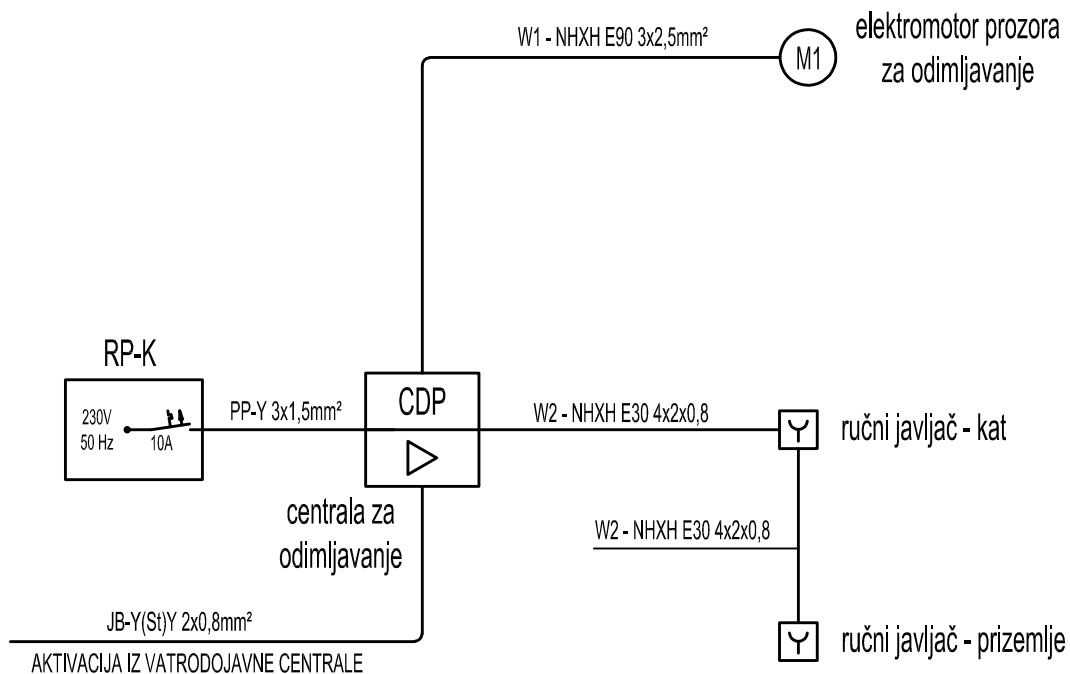 W1 - NHXH E90 3x2,5mm²
M1
elektromotor prozora
za odimljavanje
RP-K
230V
50 Hz
10A
PP-Y 3x1,5mm²
CDP
W2 - NHXH E30 4x2x0,8
ručni javljač - kat
centrala za
odimljavanje
W2 - NHXH E30 4x2x0,8
JB-Y(St)Y 2x0,8mm²
AKTIVACIJA IZ VATRODOJAVNE CENTRALE
ručni javljač - prizemlje